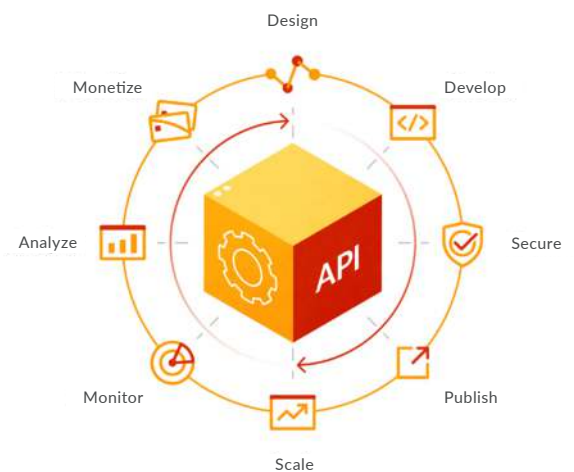 Design
Monetize
Develop
</>
API
Analyze
Secure
Monitor
Publish
Scale